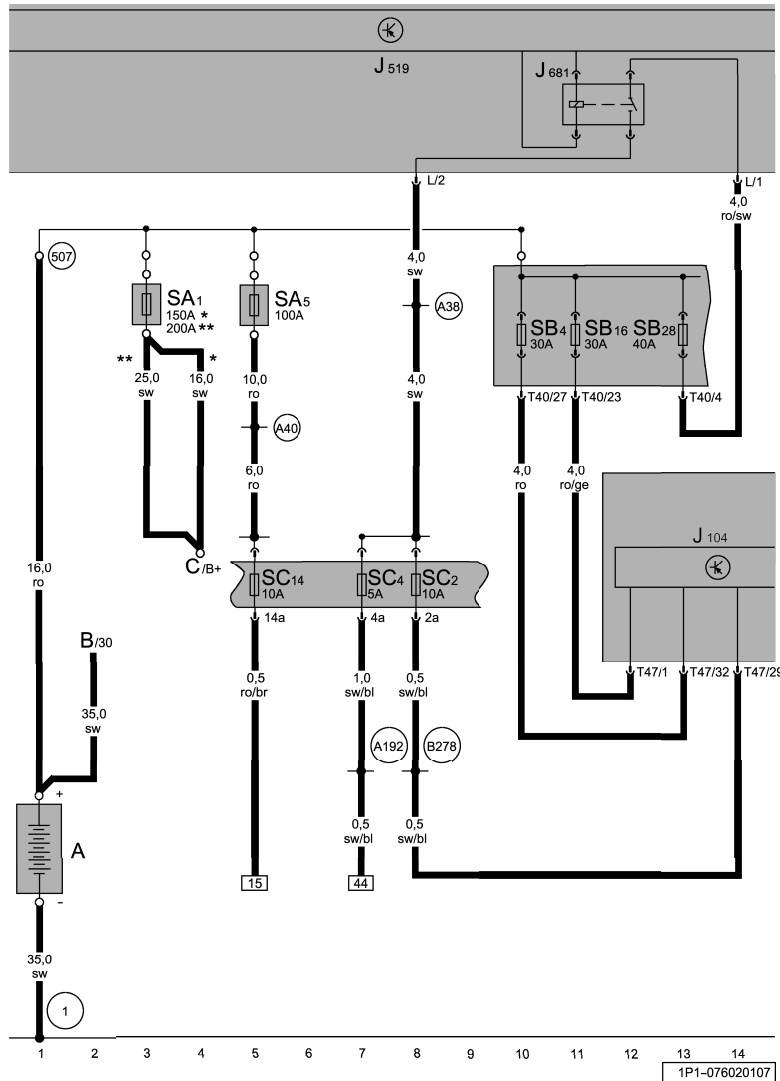 J 519
J 681
L/2
L/1
4,0
ro/sw
507
4,0
sw
SA1
150A *
200A **
SA5
100A
A38
SB4
30A
SB16
30A
SB28
40A
**
*
25,0
sw
16,0
sw
10,0
ro
4,0
sw
T40/27
T40/23
T40/4
A40
6,0
ro
4,0
ro
4,0
ro/ge
J 104
16,0
ro
C/B+
SC14
10A
SC4
5A
SC2
10A
14a
4a
2a
B/30
T47/1
T47/32
T47/29
0,5
ro/br
1,0
sw/bl
0,5
sw/bl
35,0
sw
A192
B278
+
A
0,5
sw/bl
0,5
sw/bl
15
44
–
35,0
sw
1
1 2 3 4 5 6 7 8 9 10 11 12 13 14
1P1-076020107